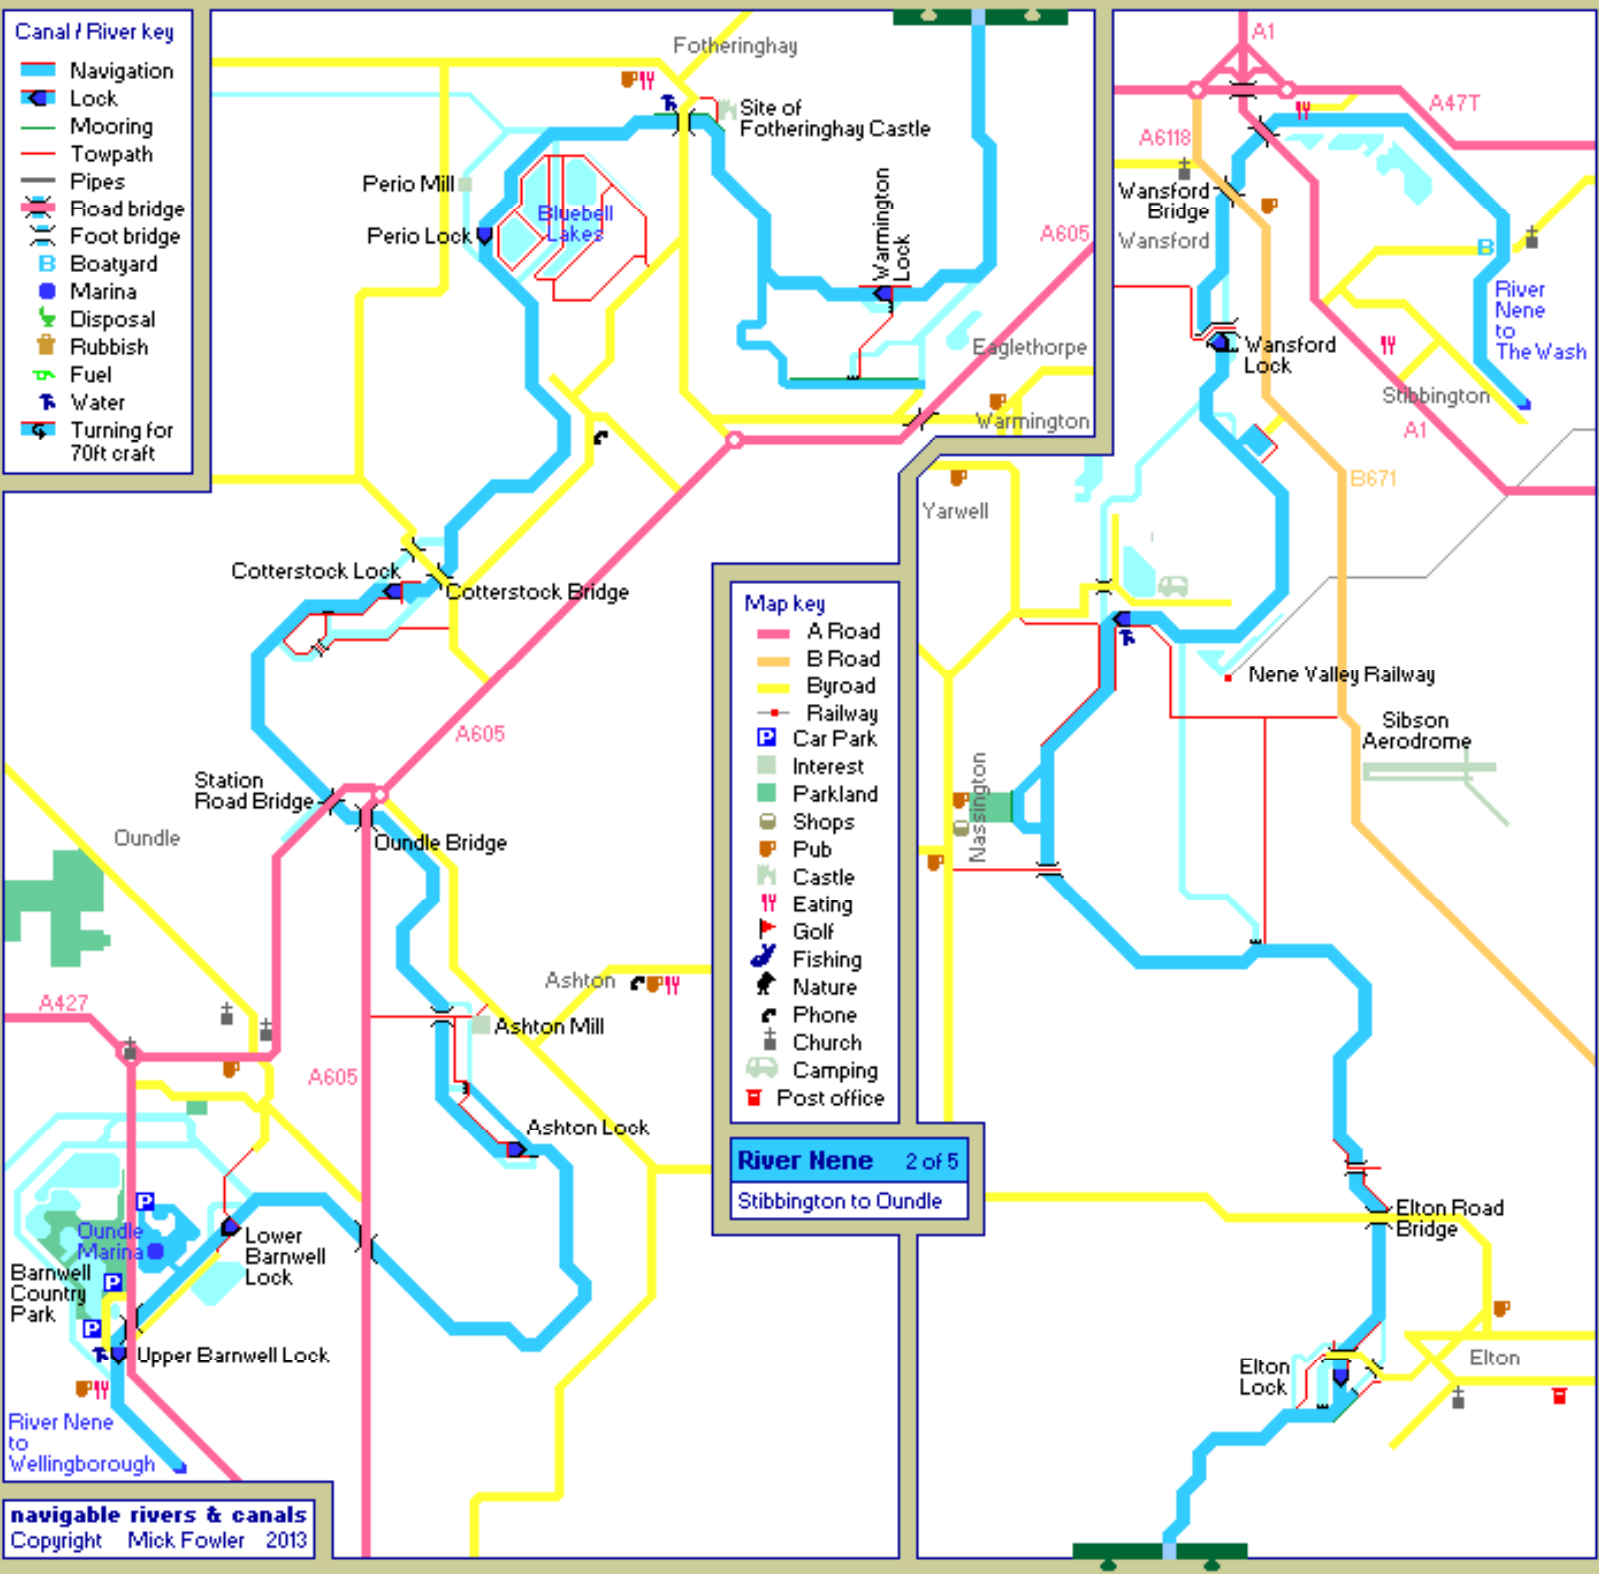 Canal / River key
Navigation
Lock
Mooring
Towpath
Pipes
Road bridge
Foot bridge
B Boatyard
Marina
Disposal
Rubbish
Fuel
Water
Turning for
70ft craft
Fotheringhay
Site of
Fotheringhay Castle
Perio Mill
Perio Lock
Bluebell
Lakes
Warmington
Lock
A605
Eaglethorpe
Warmington
Cotterstock Lock
Cotterstock Bridge
A605
Station
Road Bridge
Oundle
Oundle Bridge
Ashton
A427
Ashton Mill
A605
Ashton Lock
P
Oundle
Marina
Lower
Barnwell
Lock
Barnwell
Country
Park
P
P
Upper Barnwell Lock
River Nene
to
Wellingborough
navigable rivers & canals
Copyright Mick Fowler 2013
Map key
A Road
B Road
Byroad
Railway
P Car Park
Interest
Parkland
Shops
Pub
Castle
Eating
Golf
Fishing
Nature
Phone
Church
Camping
Post office
River Nene 2 of 5
Stibbington to Oundle
A1
A47T
A6118
Wansford
Bridge
Wansford
B
River
Nene
to
The Wash
Wansford
Lock
Stibbington
A1
B671
Yarwell
Nene Valley Railway
Sibson
Aerodrome
Nassington
Elton Road
Bridge
Elton
Lock
Elton